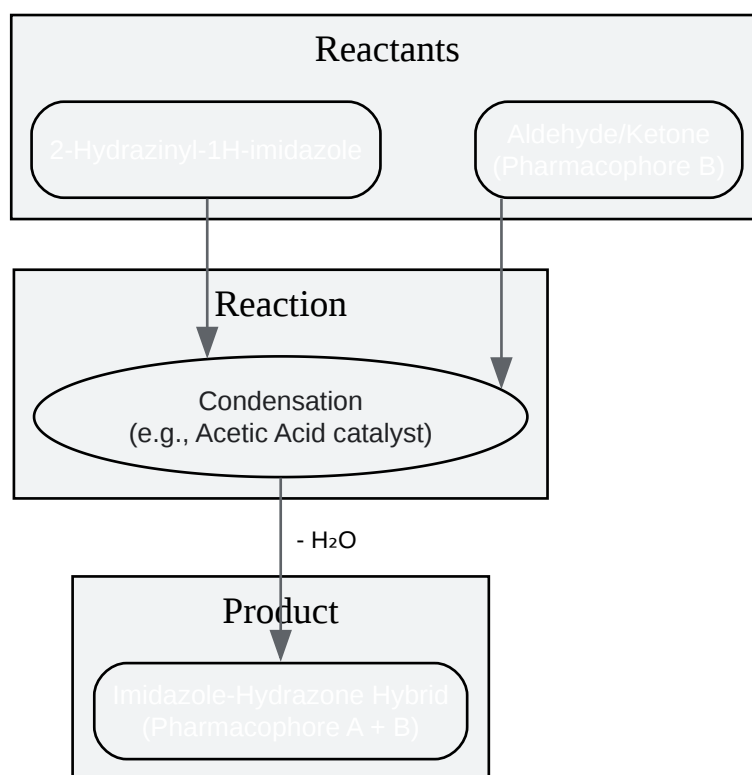 Reactants
2-Hydrazinyl-1H-imidazole
Aldehyde/Ketone
(Pharmacophore B)
Reaction
Condensation
(e.g., Acetic Acid catalyst)
- H₂O
Product
Imidazole-Hydrazone Hybrid
(Pharmacophore A + B)